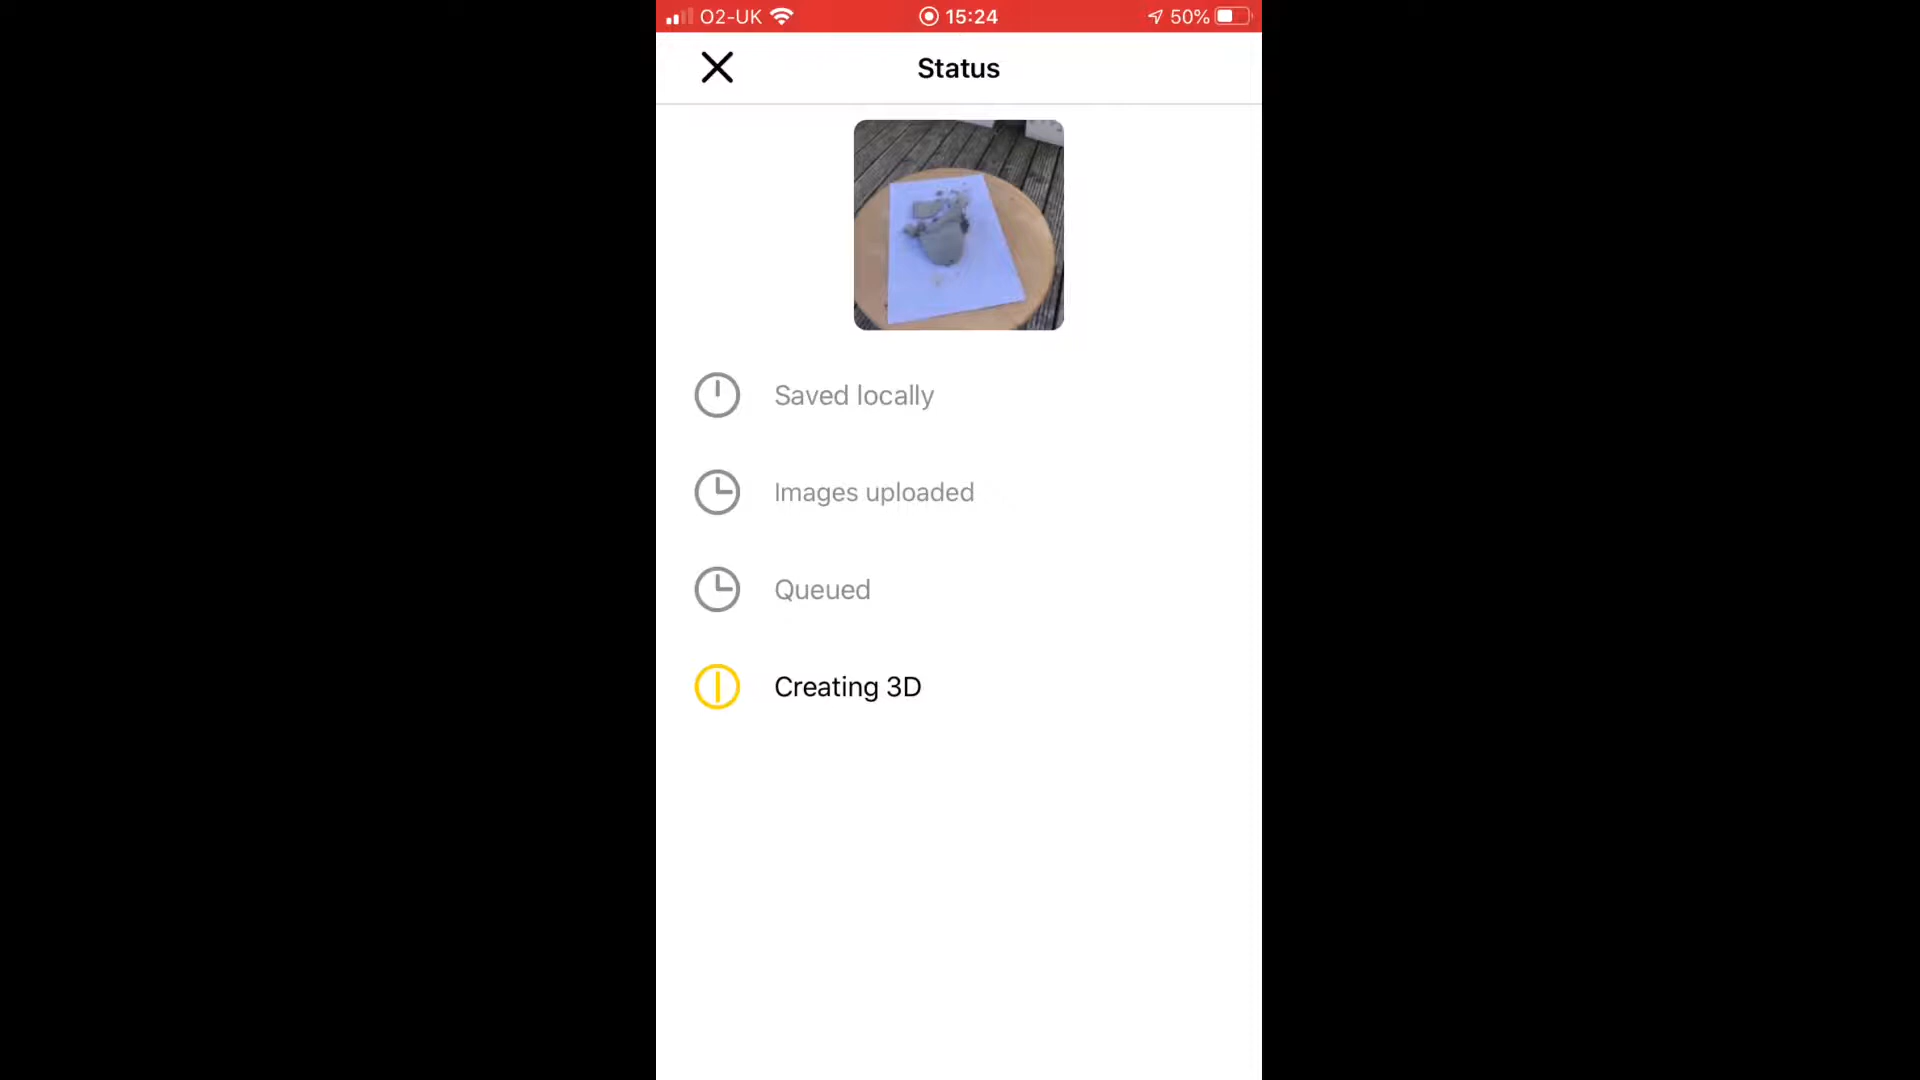 O2-UK 15:24 50%
Status
Saved locally
Images uploaded
Queued
Creating 3D